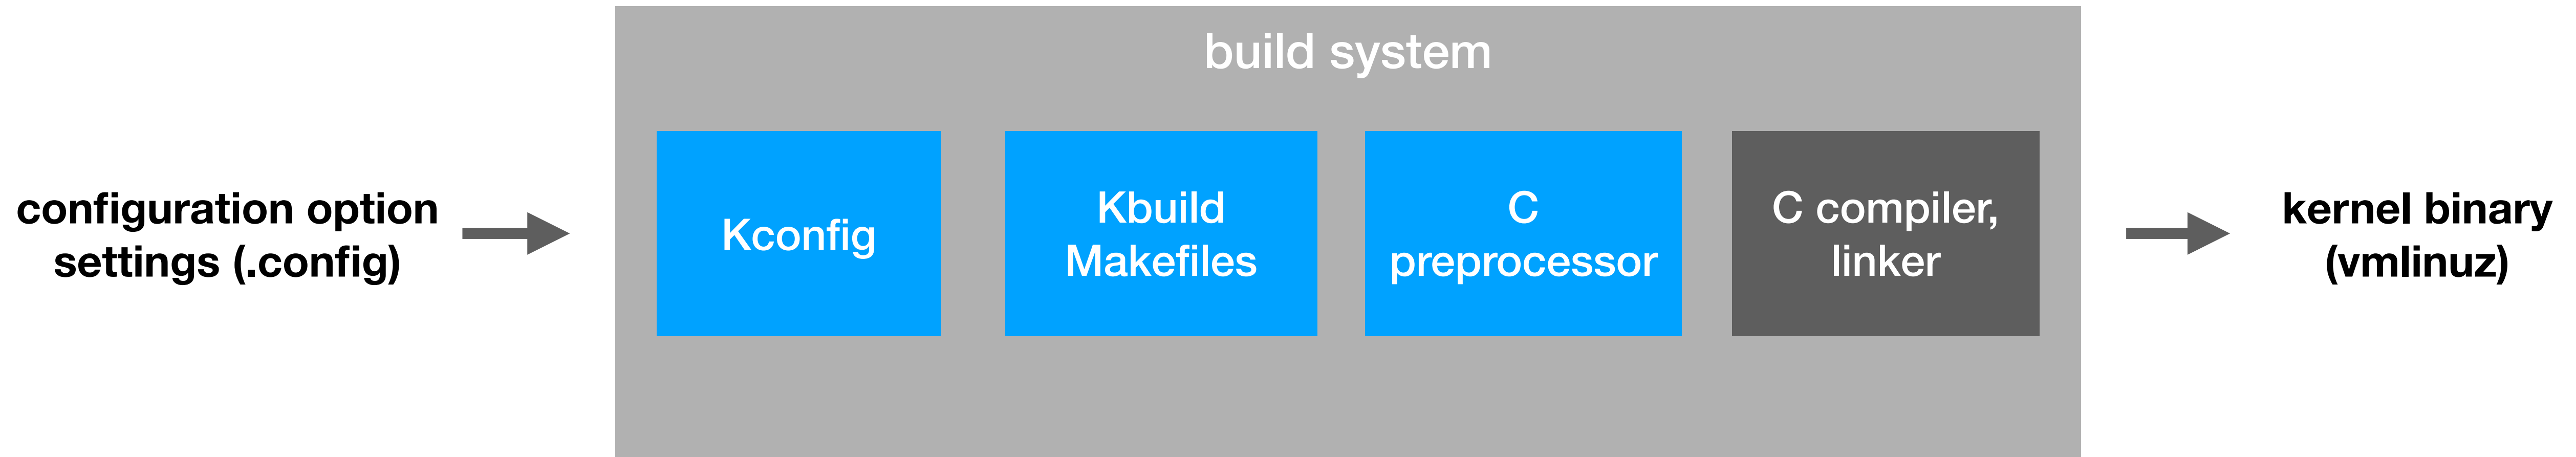 build system
configuration option
settings (.config)
Kconfig
Kbuild
Makefiles
C
preprocessor
C compiler,
linker
kernel binary
(vmlinuz)